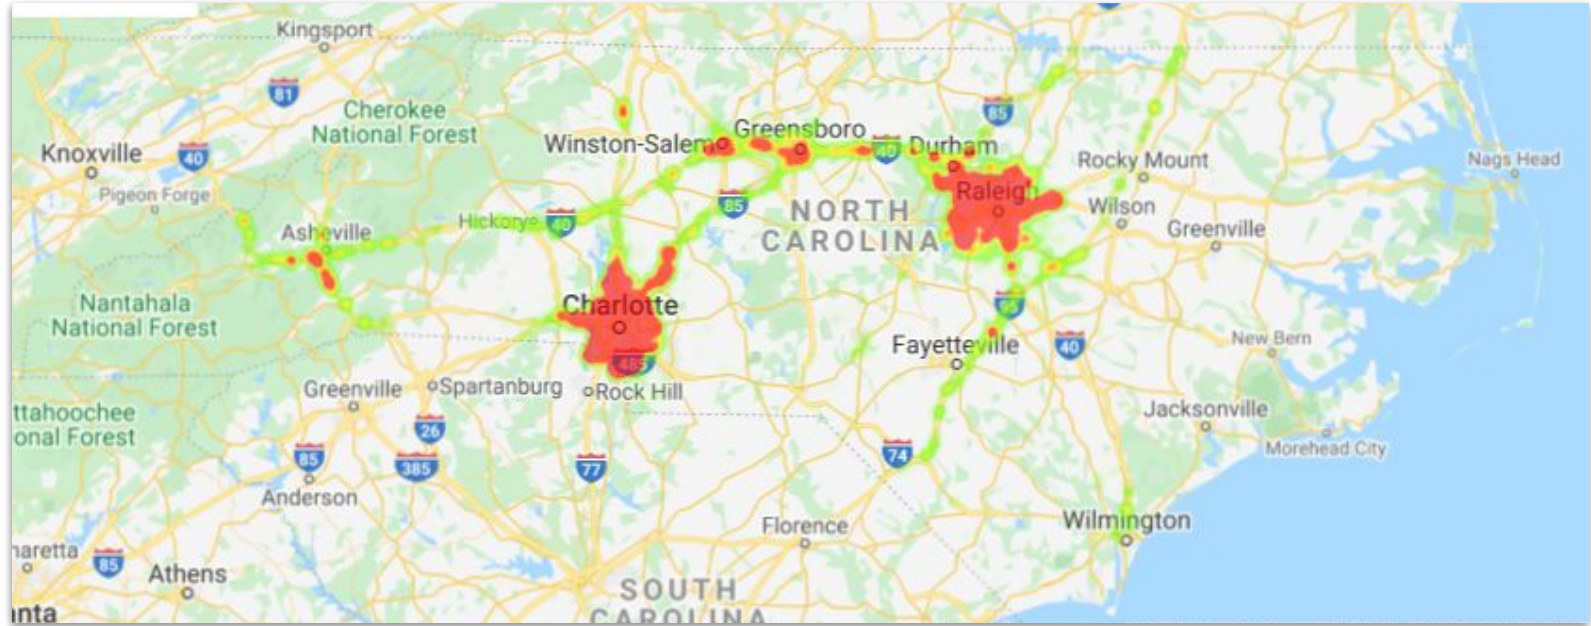 Kingsport
81
Cherokee
National Forest
85
Winston-Salem
Greensboro
40
Durham
Knoxville
40
Rocky Mount
Nags Head
Pigeon Forge
Raleigh
85
Wilson
NORTH
CAROLINA
Hickory
40
Asheville
Greenville
Nantahala
National Forest
Charlotte
95
Fayetteville
40
New Bern
485
Greenville
Spartanburg
Rock Hill
ttahoochee
onal Forest
Jacksonville
26
Morehead City
85
385
77
74
Anderson
Florence
Wilmington
naretta
85
Athens
SOUTH
CAROLINA
nta